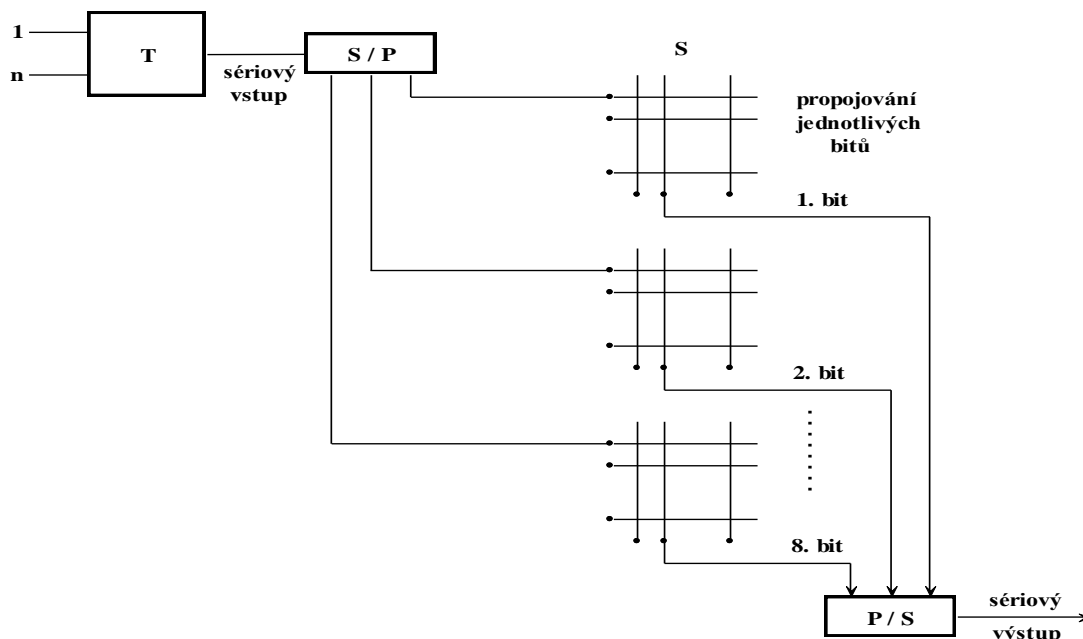 1
n
T
sériový
vstup
S / P
S
propojování
jednotlivých
bitů
1. bit
2. bit
8. bit
P / S
sériový
výstup